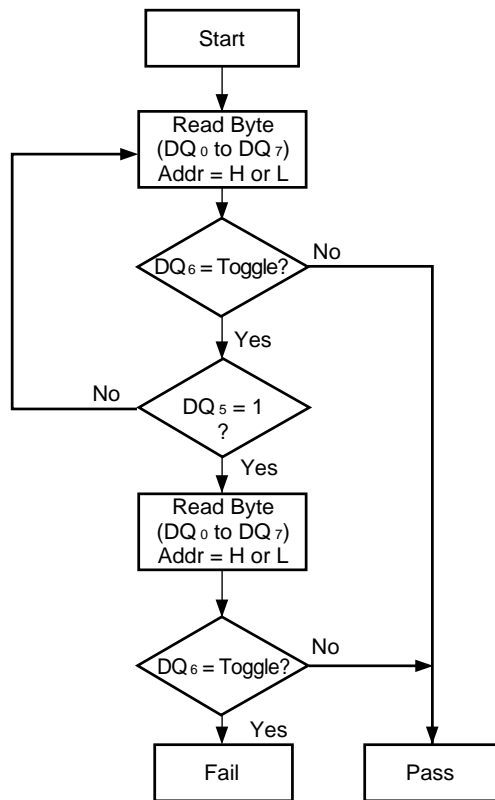 Start
Read Byte
(DQ0 to DQ7)
Addr = H or L
DQ6 = Toggle?
No
Yes
No
DQ5 = 1
?
Yes
Read Byte
(DQ0 to DQ7)
Addr = H or L
DQ6 = Toggle?
No
Yes
Fail
Pass